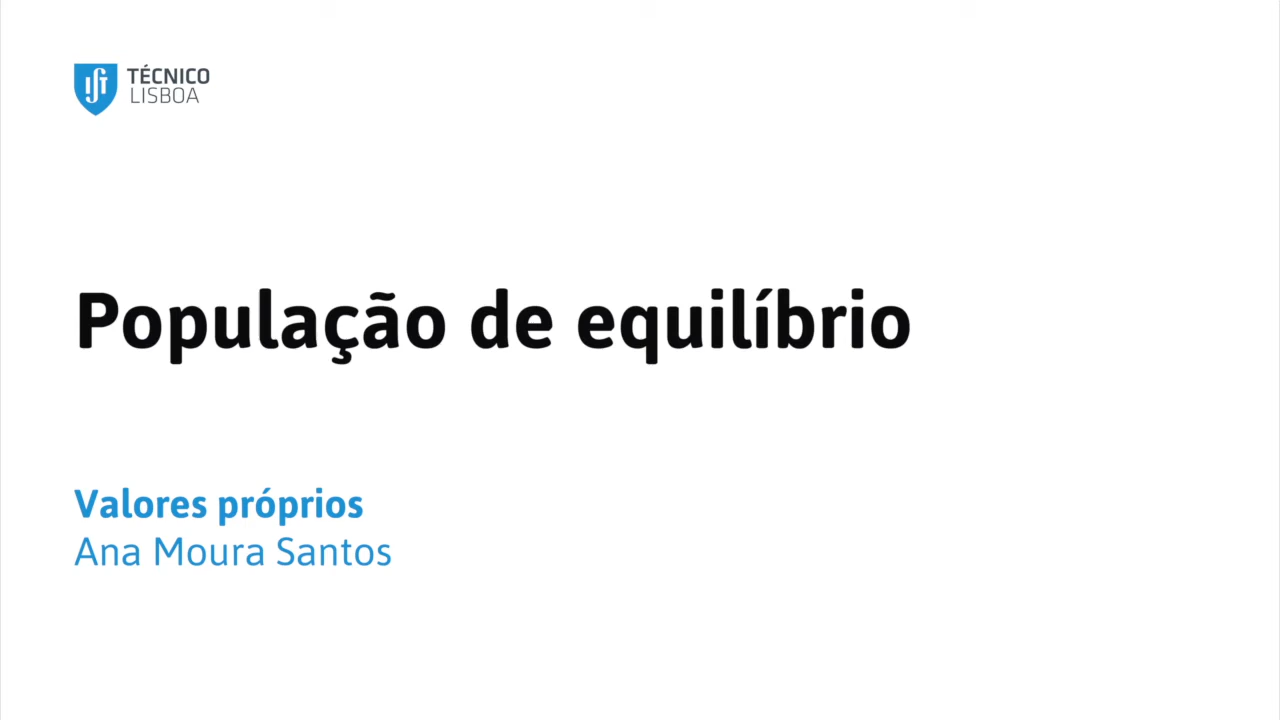 TÉCNICO
LISBOA
População de equilíbrio
Valores próprios
Ana Moura Santos